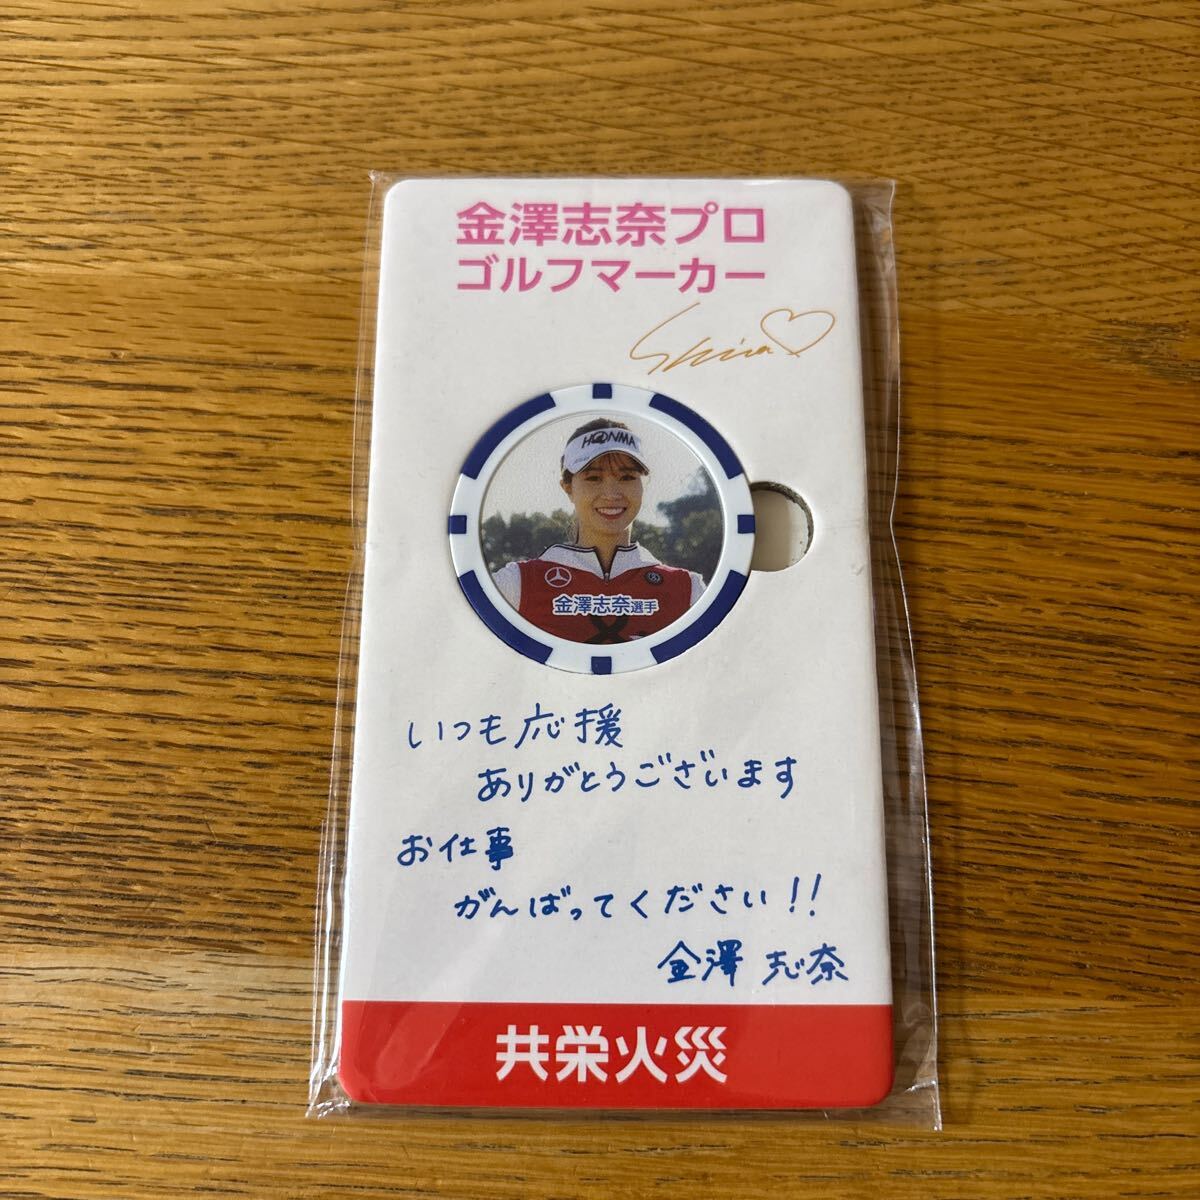 金澤志奈プロ
ゴルフマーカー
Shina♡
HONMA
金澤志奈選手
いつも応援
ありがとうございます
お仕事
がんばってください!!
金澤 志奈
共栄火災